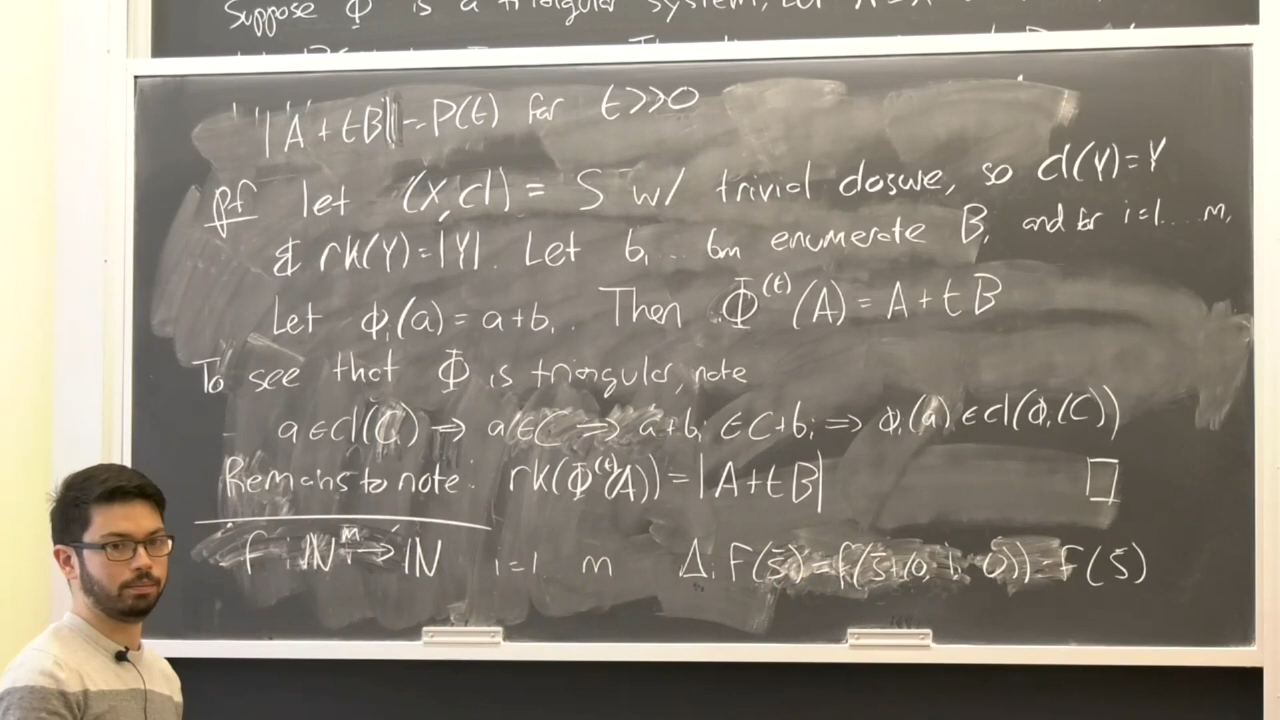 Suppose Φ is a triangular system, Let
|A+tB| = P(t) for t>>0
pf let (X,cl) = S w/ trivial closure, so cl(Y)=Y
& rk(Y)=|Y|. Let b₁ ... bm enumerate B, and for i=1...m,
Let ϕᵢ(a) = a+bᵢ. Then Φ⁽ᵗ⁾(A) = A+tB
To see that Φ is triangular, note
a∈cl(C) ⇒ a∈C ⇒ a+bᵢ ∈ C+bᵢ ⇒ ϕᵢ(a) ∈ cl(ϕᵢ(C))
Remains to note: rk(Φ⁽ᵗ⁾(A)) = |A+tB| □
f: ℕᵐ → ℕ i=1 m Δᵢ f(s̄) = f(s̄+(0,1,0)) - f(s̄)